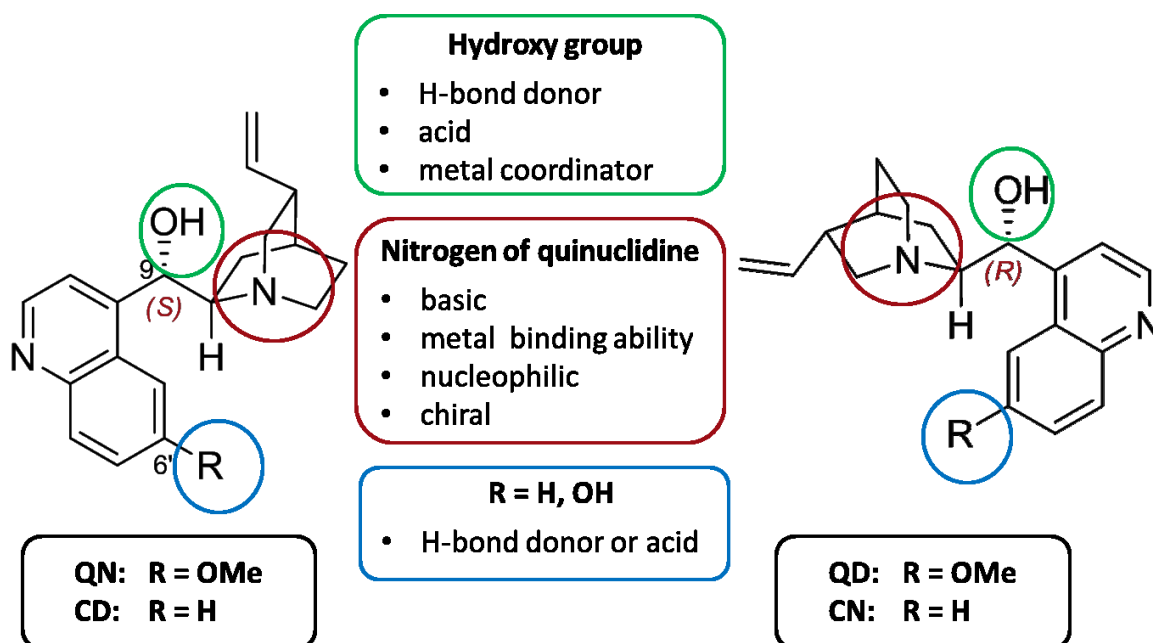 Hydroxy group
• H-bond donor
• acid
• metal coordinator
OH
9
(S)
N
H
N
6'
R
Nitrogen of quinuclidine
• basic
• metal binding ability
• nucleophilic
• chiral
OH
N
(R)
H
N
R
R = H, OH
• H-bond donor or acid
QN: R = OMe
CD: R = H
QD: R = OMe
CN: R = H